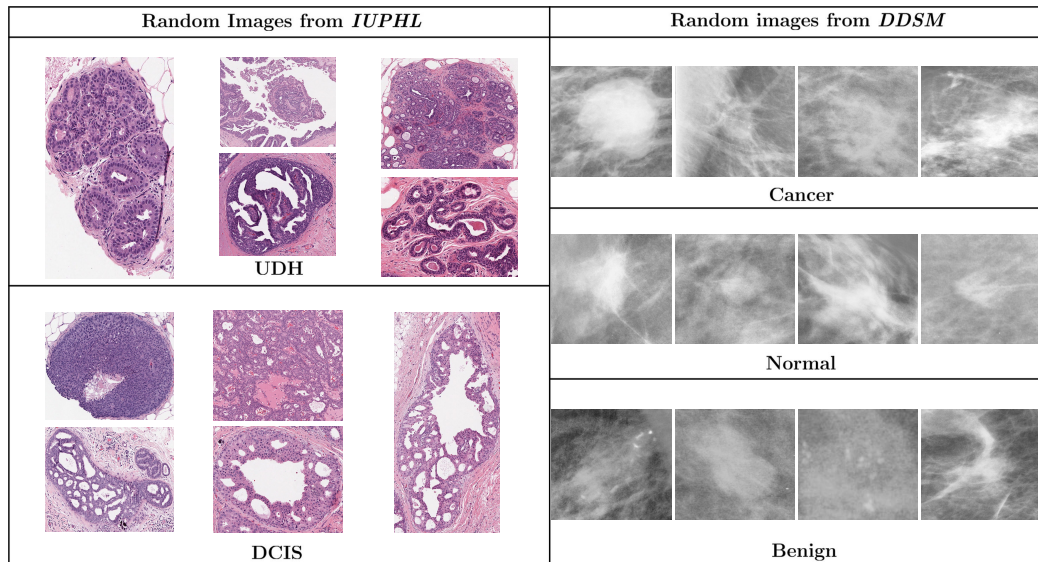 Random Images from IUPHL
Random images from DDSM
UDH
DCIS
Cancer
Normal
Benign